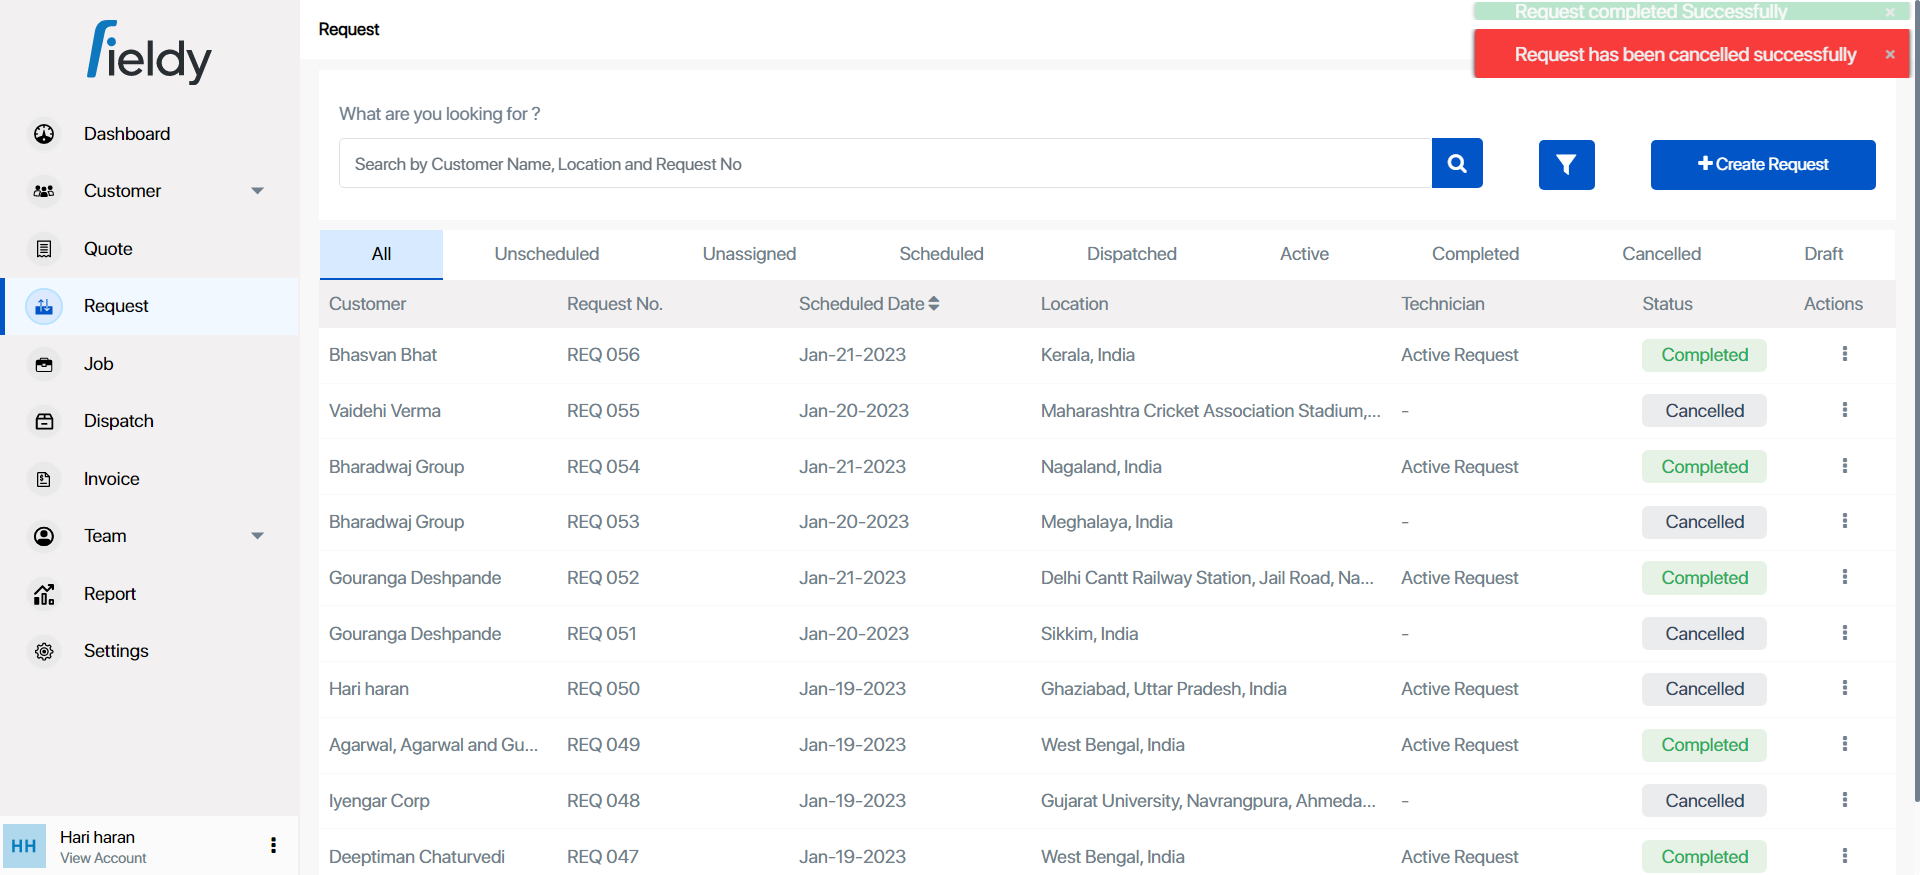 fieldy
Dashboard
Customer
Quote
Request
Job
Dispatch
Invoice
Team
Report
Settings
HH
Hari haran
View Account
Request
Request completed Successfully ×
Request has been cancelled successfully ×
What are you looking for ?
Search by Customer Name, Location and Request No
Create Request
All Unscheduled Unassigned Scheduled Dispatched Active Completed Cancelled Draft
Customer Request No. Scheduled Date Location Technician Status Actions
Bhasvan Bhat REQ 056 Jan-21-2023 Kerala, India Active Request Completed
Vaidehi Verma REQ 055 Jan-20-2023 Maharashtra Cricket Association Stadium,... - Cancelled
Bharadwaj Group REQ 054 Jan-21-2023 Nagaland, India Active Request Completed
Bharadwaj Group REQ 053 Jan-20-2023 Meghalaya, India - Cancelled
Gouranga Deshpande REQ 052 Jan-21-2023 Delhi Cantt Railway Station, Jail Road, Na... Active Request Completed
Gouranga Deshpande REQ 051 Jan-20-2023 Sikkim, India - Cancelled
Hari haran REQ 050 Jan-19-2023 Ghaziabad, Uttar Pradesh, India Active Request Cancelled
Agarwal, Agarwal and Gu... REQ 049 Jan-19-2023 West Bengal, India Active Request Completed
Iyengar Corp REQ 048 Jan-19-2023 Gujarat University, Navrangpura, Ahmeda... - Cancelled
Deeptiman Chaturvedi REQ 047 Jan-19-2023 West Bengal, India Active Request Completed